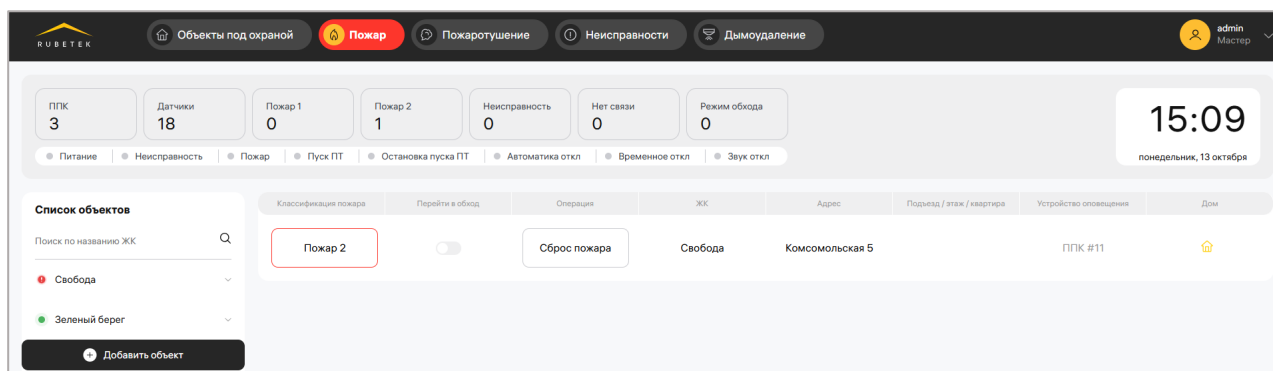 RUBETEK
Объекты под охраной Пожар Пожаротушение Неисправности Дымоудаление
admin
Мастер
ППК Датчики Пожар 1 Пожар 2 Неисправность Нет связи Режим обхода
3 18 0 1 0 0 0
15:09
Питание Неисправность Пожар Пуск ПТ Остановка пуска ПТ Автоматика откл Временное откл Звук откл
понедельник, 13 октября
Список объектов
Поиск по названию ЖК
Свобода
Зеленый берег
Добавить объект
Классификация пожара Перейти в обход Операция ЖК Адрес Подъезд / этаж / квартира Устройство оповещения Дом
Пожар 2 Сброс пожара Свобода Комсомольская 5 ППК #11